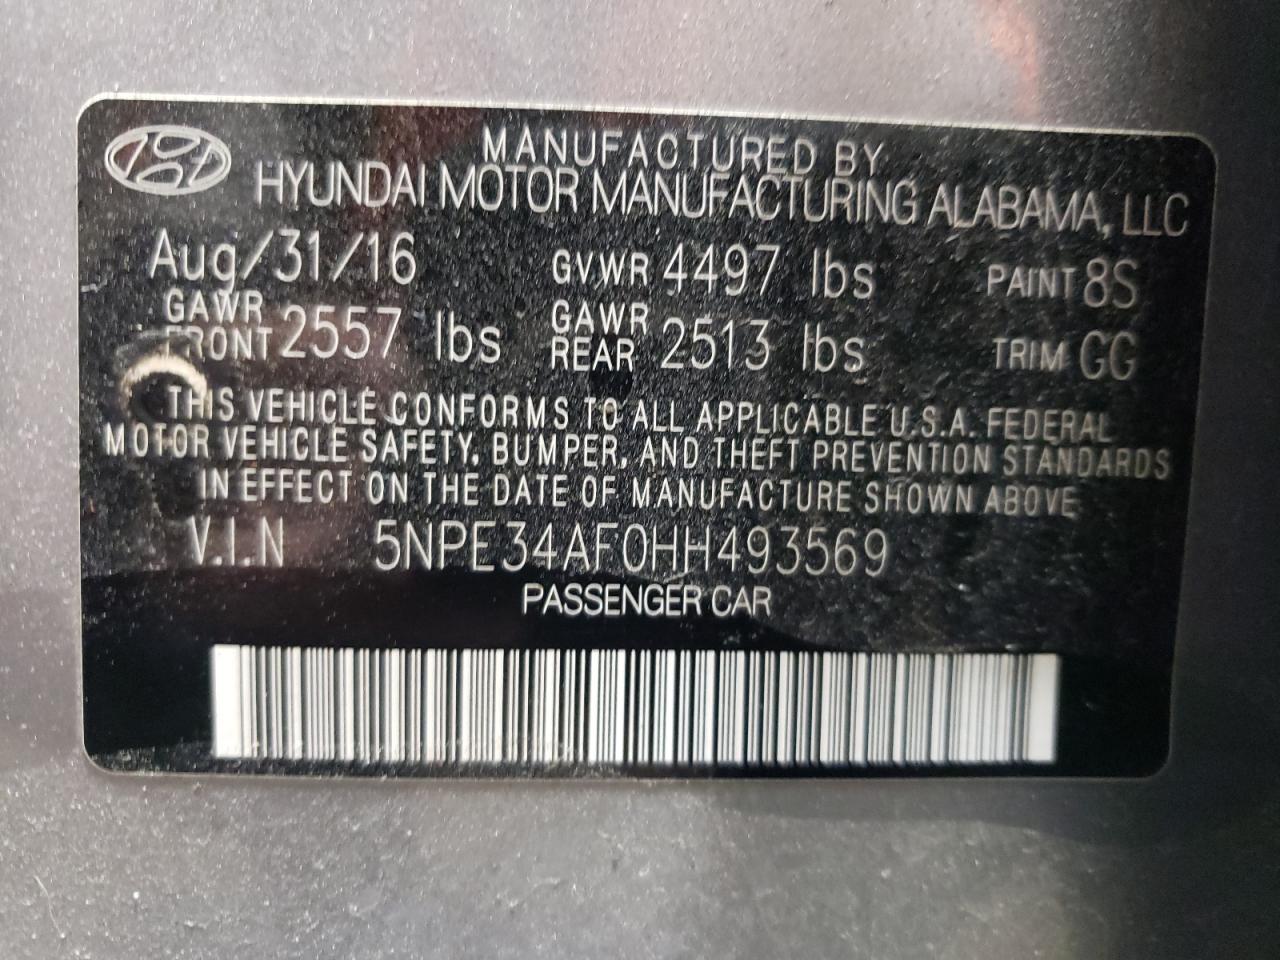 MANUFACTURED BY
HYUNDAI MOTOR MANUFACTURING ALABAMA, LLC
Aug/31/16 GVWR 4497 lbs PAINT 8S
GAWR FRONT 2557 lbs GAWR REAR 2513 lbs TRIM GG
THIS VEHICLE CONFORMS TO ALL APPLICABLE U.S.A. FEDERAL
MOTOR VEHICLE SAFETY, BUMPER, AND THEFT PREVENTION STANDARDS
IN EFFECT ON THE DATE OF MANUFACTURE SHOWN ABOVE
V.I.N 5NPE34AF0HH493569
PASSENGER CAR